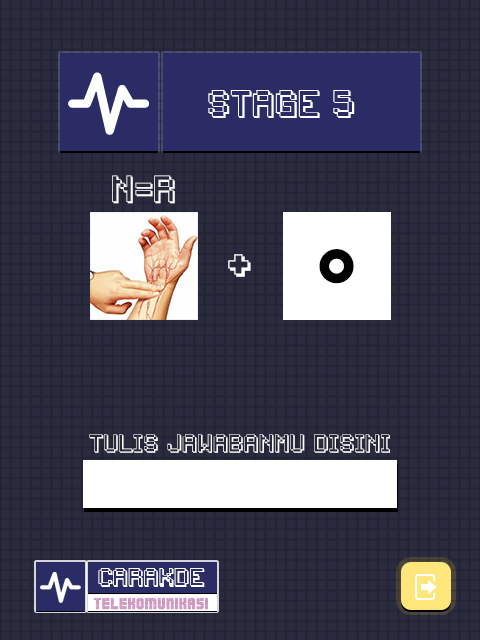 STAGE 5
N=R
+
TULIS JAWABANMU DISINI
CARAKDE
TELEKOMUNIKASI